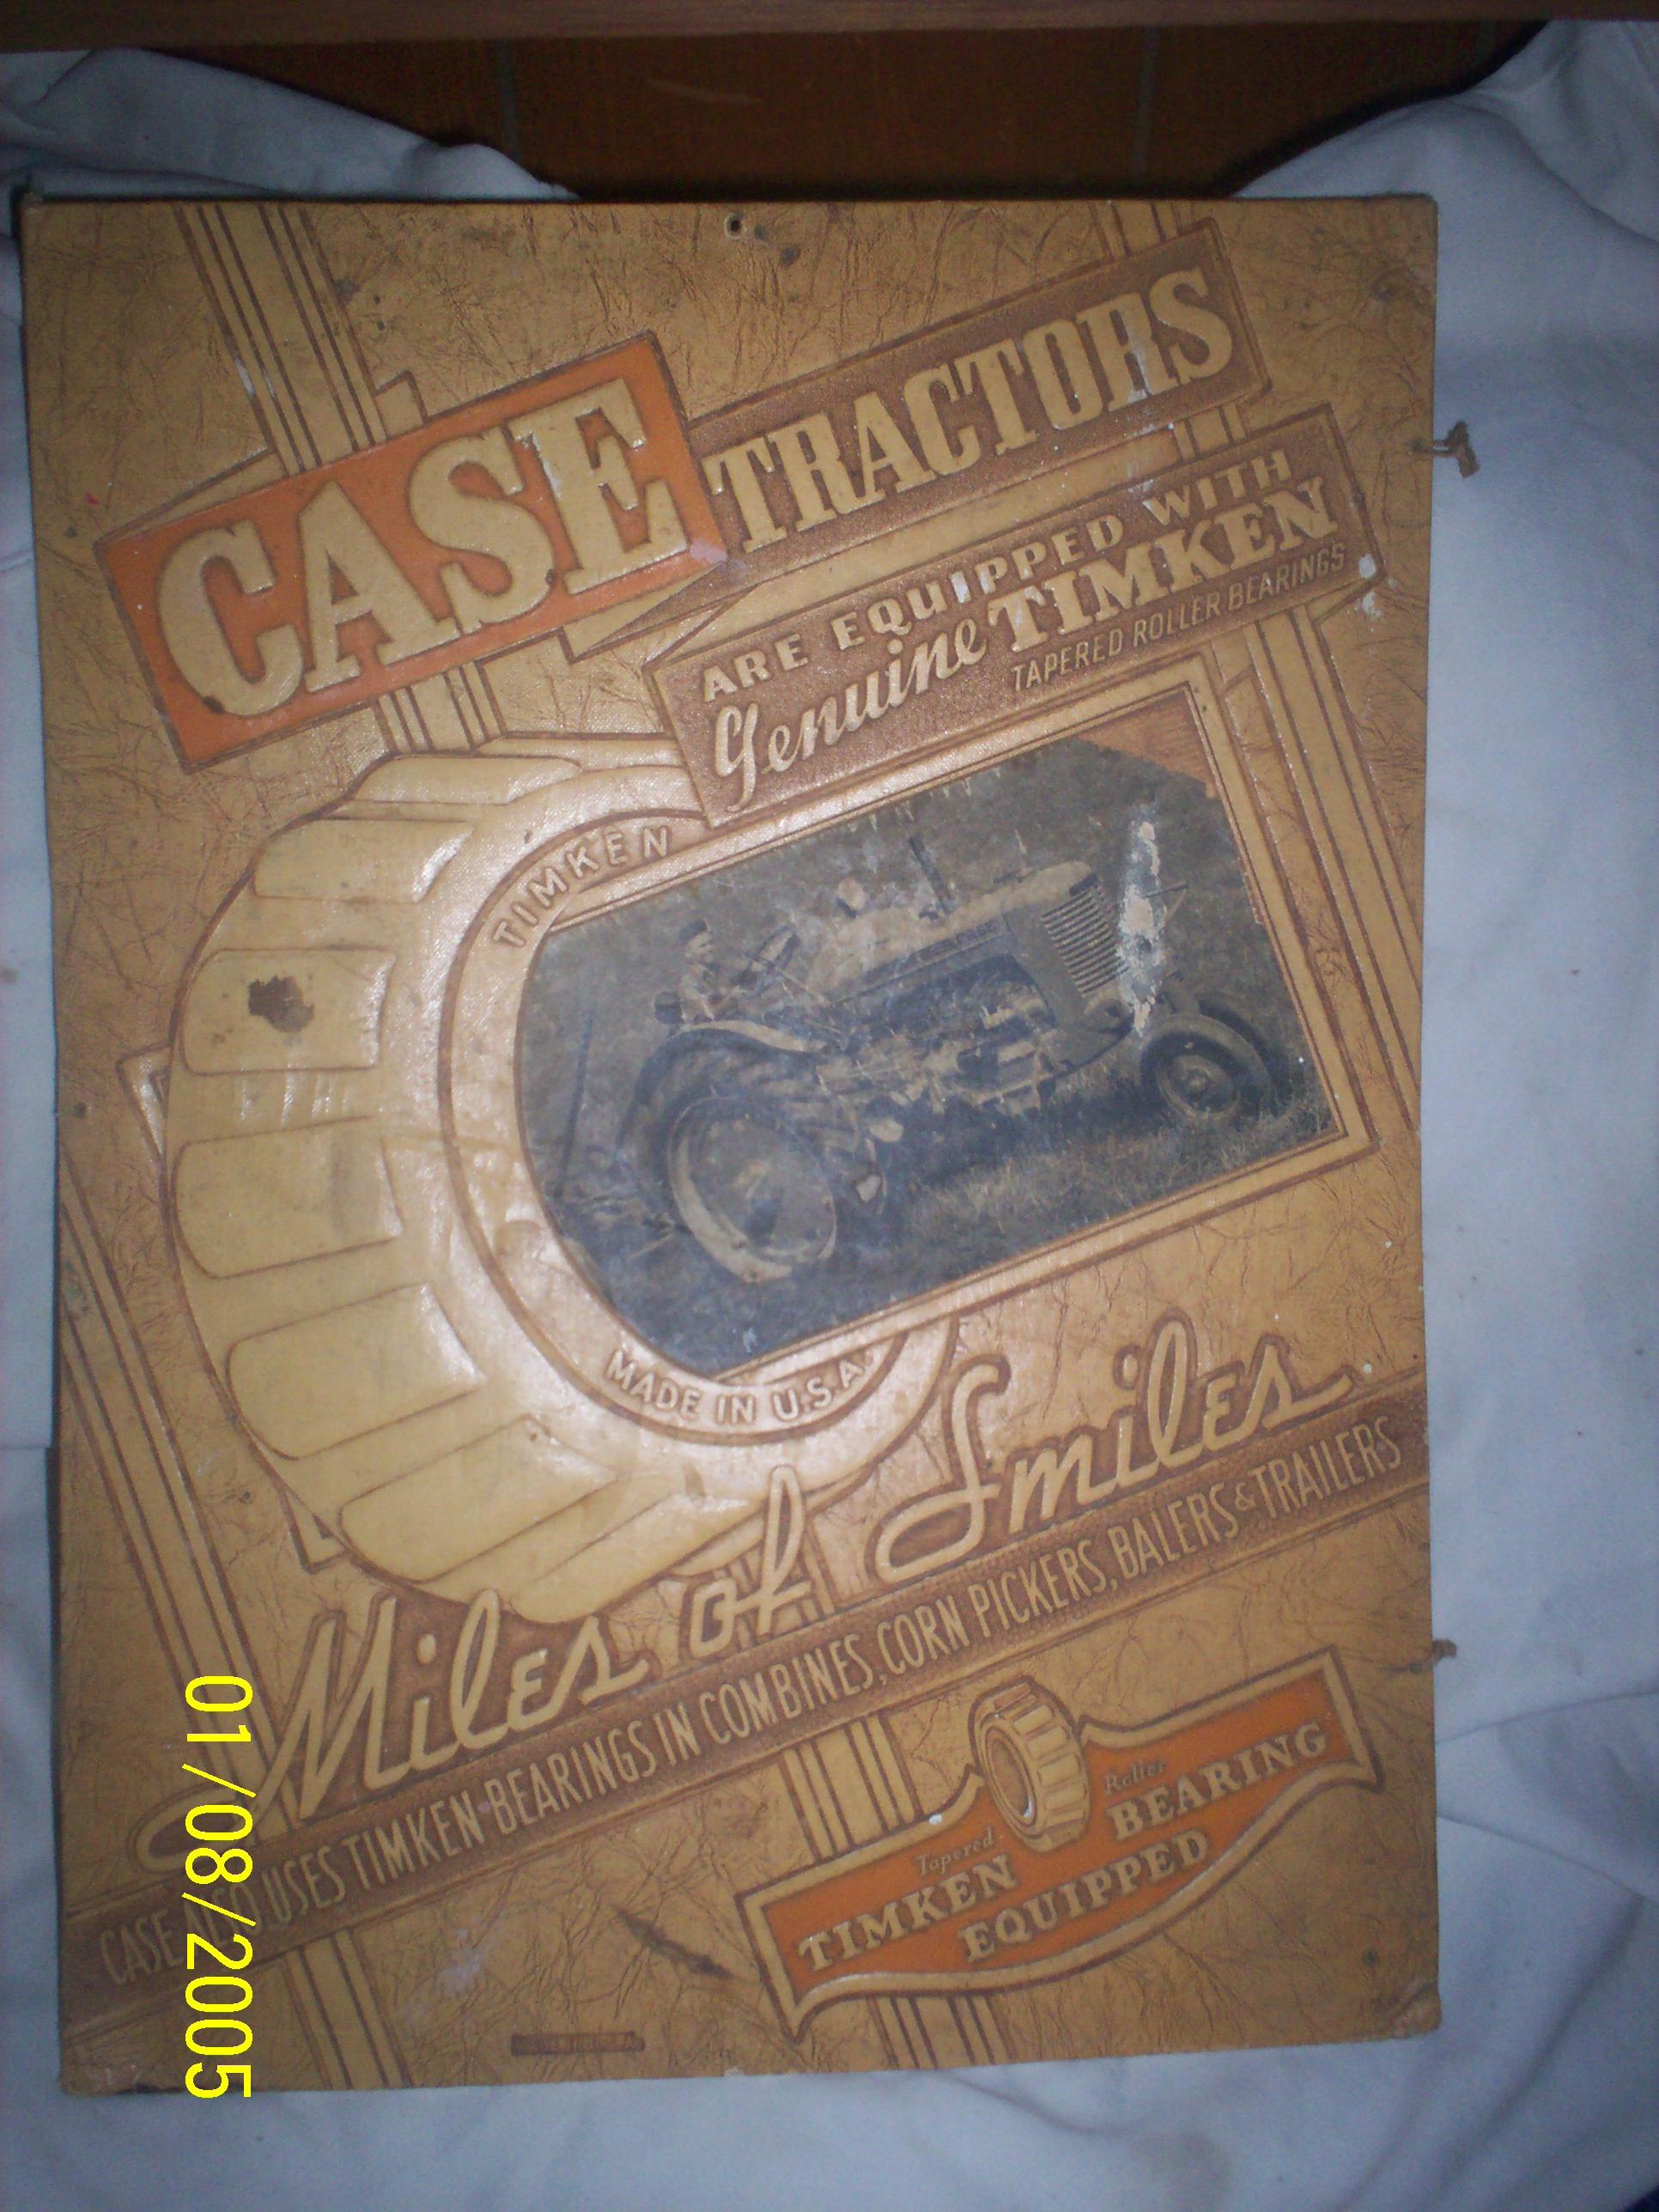 CASE TRACTORS
ARE EQUIPPED WITH
Genuine TIMKEN
TAPERED ROLLER BEARINGS
TIMKEN
MADE IN U.S.A.
Miles of Smiles
CASE ALSO USES TIMKEN BEARINGS IN COMBINES, CORN PICKERS, BALERS & TRAILERS
Tapered Roller
TIMKEN BEARING
EQUIPPED
01/08/2005